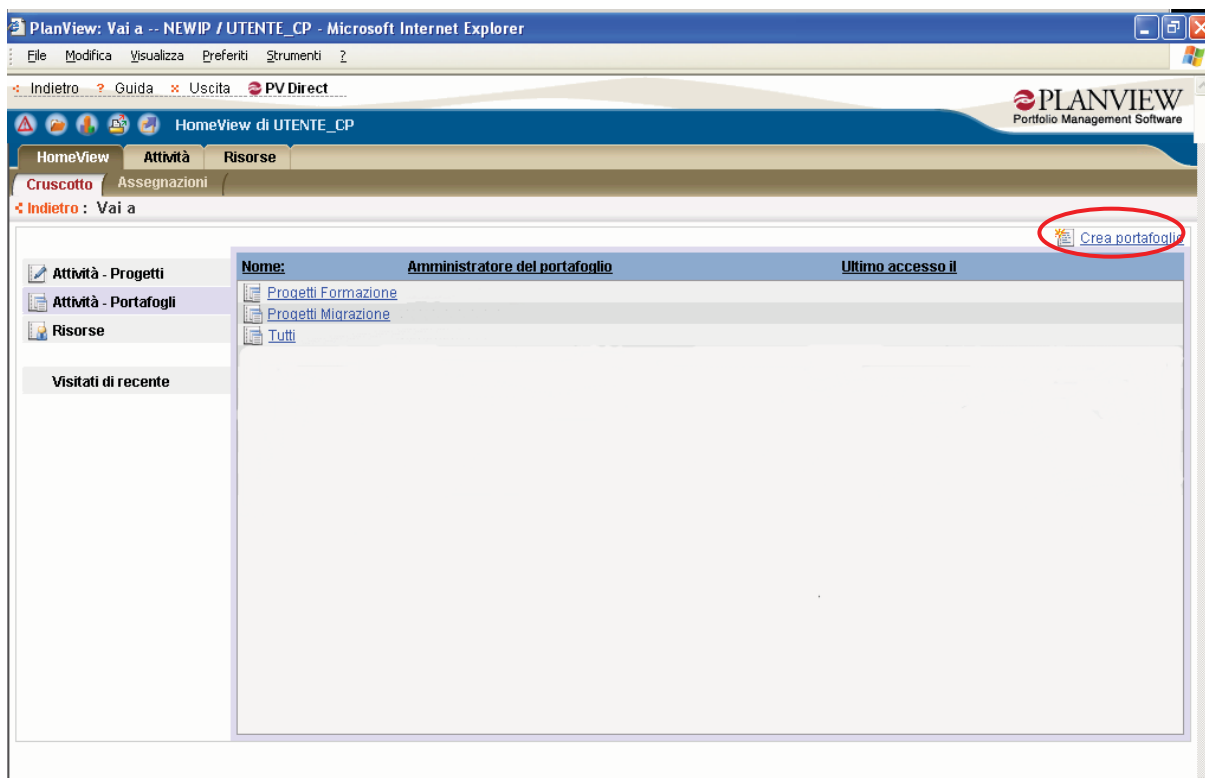 PlanView: Vai a -- NEWIP / UTENTE_CP - Microsoft Internet Explorer
File Modifica Visualizza Preferiti Strumenti ?
Indietro ? Guida × Uscita PV Direct
PLANVIEW
Portfolio Management Software
HomeView di UTENTE_CP
HomeView Attività Risorse
Cruscotto Assegnazioni
Indietro : Vai a
Crea portafoglio
Attività - Progetti
Attività - Portafogli
Risorse
Visitati di recente
Nome: Amministratore del portafoglio Ultimo accesso il
Progetti Formazione
Progetti Migrazione
Tutti